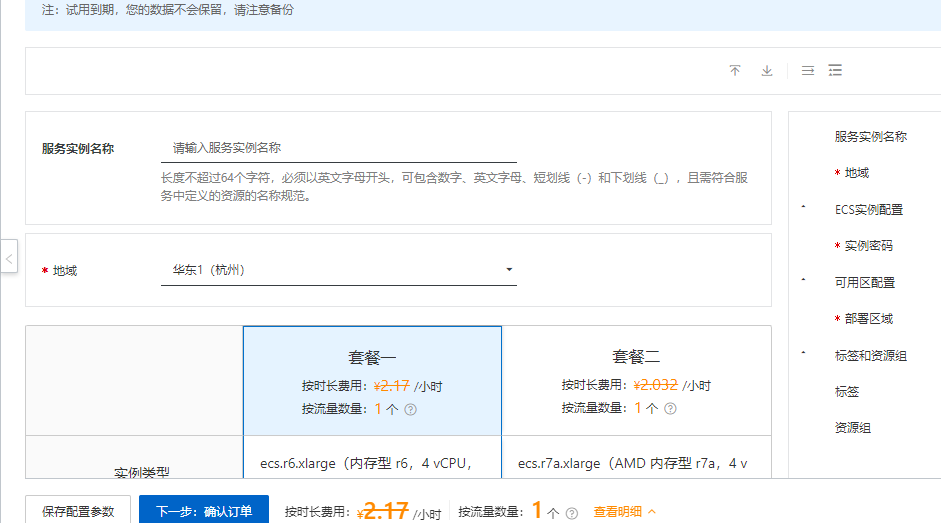 注：试用到期，您的数据不会保留，请注意备份
服务实例名称
请输入服务实例名称
长度不超过64个字符，必须以英文字母开头，可包含数字、英文字母、短划线（-）和下划线（_），且需符合服
务中定义的资源的名称规范。
* 地域
华东1（杭州）
套餐一
按时长费用：¥2.17 /小时
按流量数量：1 个
套餐二
按时长费用：¥2.032 /小时
按流量数量：1 个
实例类型
ecs.r6.xlarge（内存型 r6，4 vCPU，
ecs.r7a.xlarge（AMD 内存型 r7a，4 v
服务实例名称
* 地域
ECS实例配置
* 实例密码
可用区配置
* 部署区域
标签和资源组
标签
资源组
保存配置参数
下一步：确认订单
按时长费用：¥2.17 /小时
按流量数量：1 个
查看明细